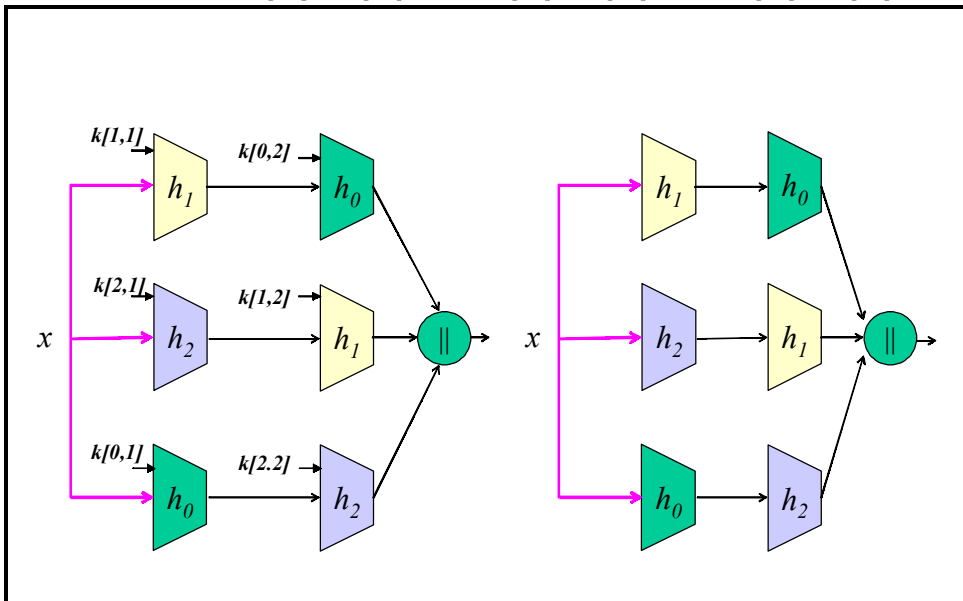 k[1,1]
k[0,2]
h1
h0
h1
h0
k[2,1]
k[1,2]
x
h2
h1
||
x
h2
h1
||
k[0,1]
k[2.2]
h0
h2
h0
h2